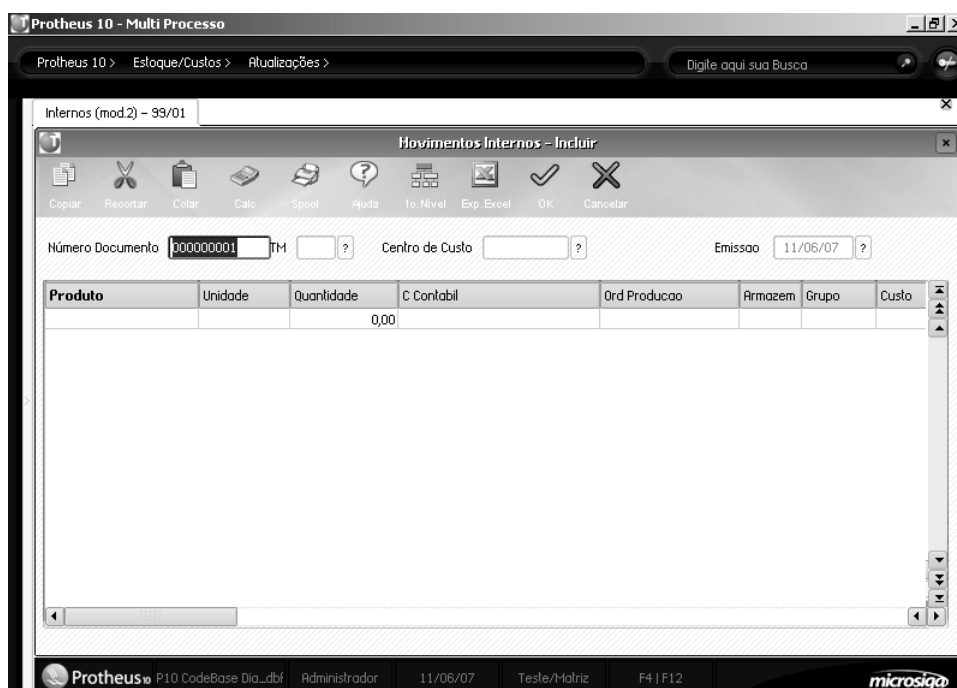 Protheus 10 - Multi Processo
Protheus 10 > Estoque/Custos > Atualizações >
Digite aqui sua Busca
Internos (mod.2) - 99/01
Movimentos Internos - Incluir
Copiar Recortar Colar Calc Spool Ajuda 1o.Nivel Exp.Excel OK Cancelar
Número Documento 000000001 TM ? Centro de Custo ? Emissao 11/06/07 ?
Produto Unidade Quantidade C Contabil Ord Producao Armazem Grupo Custo
0,00
Protheus10 P10 CodeBase Dia_dbf Administrador 11/06/07 Teste/Matriz F4 | F12 microsiga